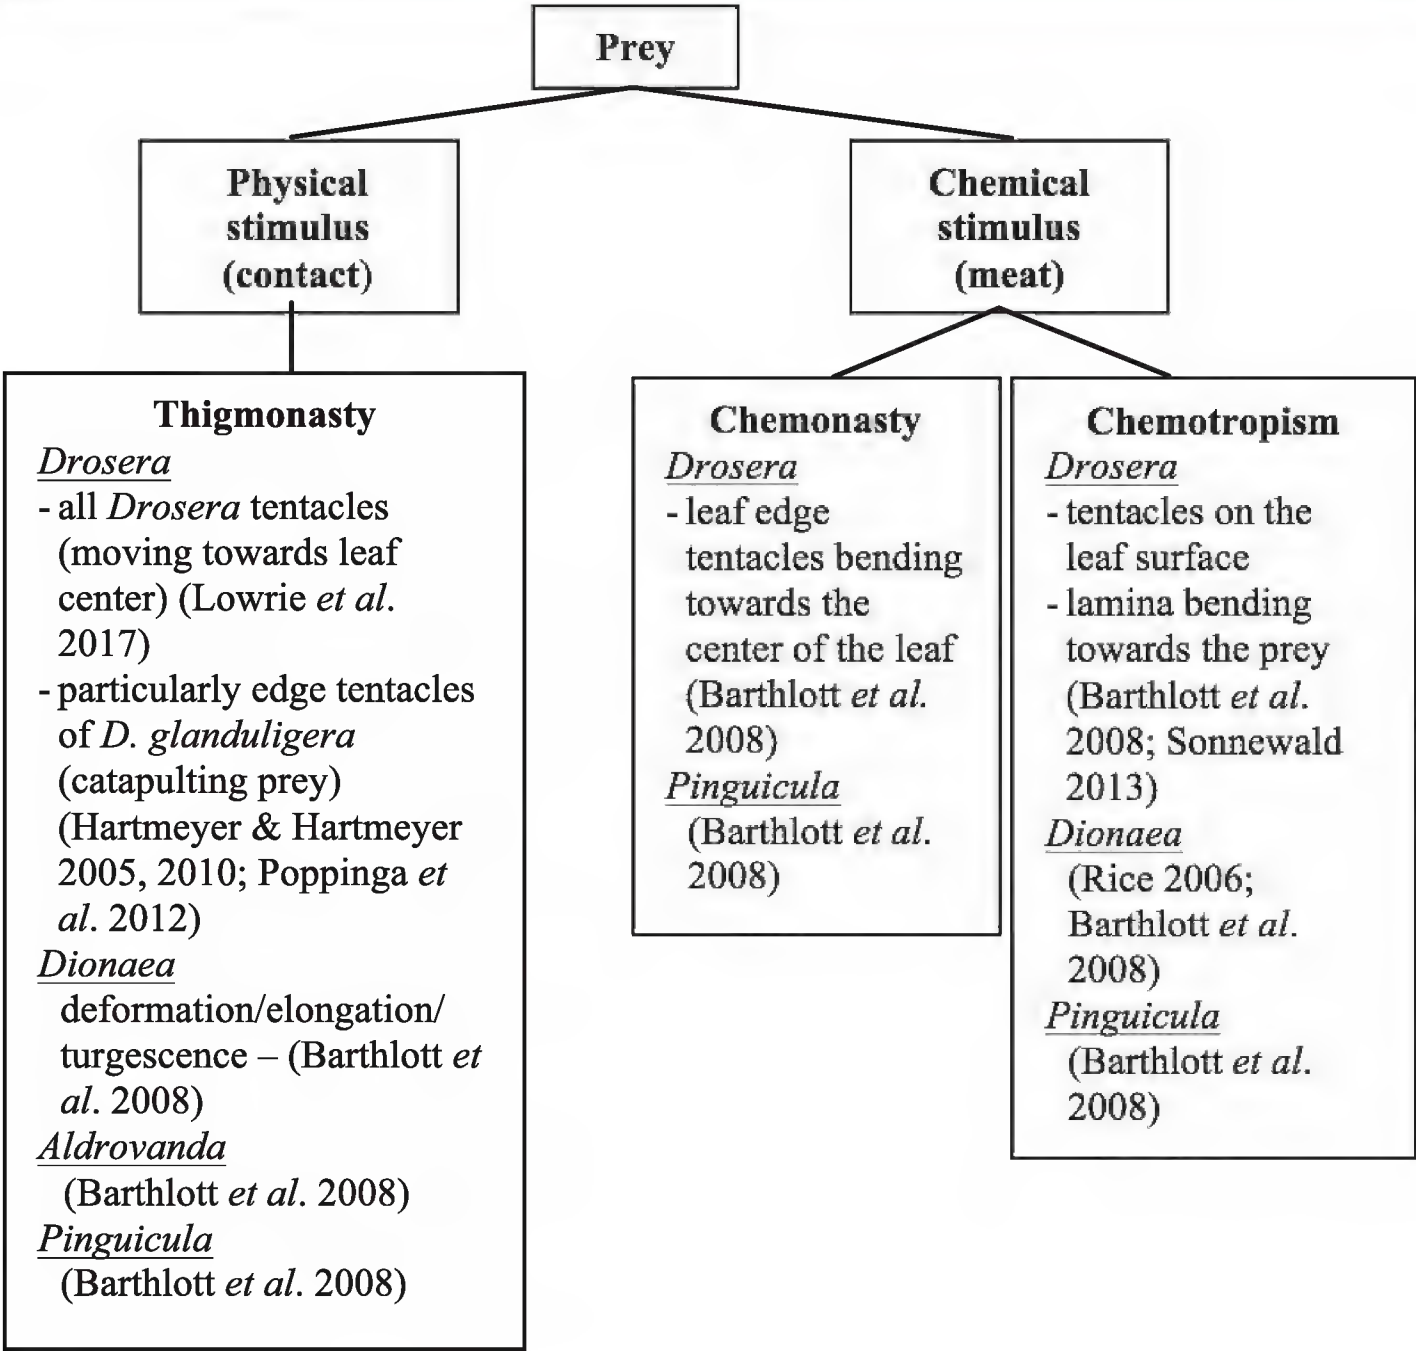 Prey
Physical
stimulus
(contact)
Chemical
stimulus
(meat)
Thigmonasty
Drosera
- all Drosera tentacles
(moving towards leaf
center) (Lowrie et al.
2017)
- particularly edge tentacles
of D. glanduligera
(catapulting prey)
(Hartmeyer & Hartmeyer
2005, 2010; Poppinga et
al. 2012)
Dionaea
deformation/elongation/
turgescence – (Barthlott et
al. 2008)
Aldrovanda
(Barthlott et al. 2008)
Pinguicula
(Barthlott et al. 2008)
Chemonasty
Drosera
- leaf edge
tentacles bending
towards the
center of the leaf
(Barthlott et al.
2008)
Pinguicula
(Barthlott et al.
2008)
Chemotropism
Drosera
- tentacles on the
leaf surface
- lamina bending
towards the prey
(Barthlott et al.
2008; Sonnewald
2013)
Dionaea
(Rice 2006;
Barthlott et al.
2008)
Pinguicula
(Barthlott et al.
2008)